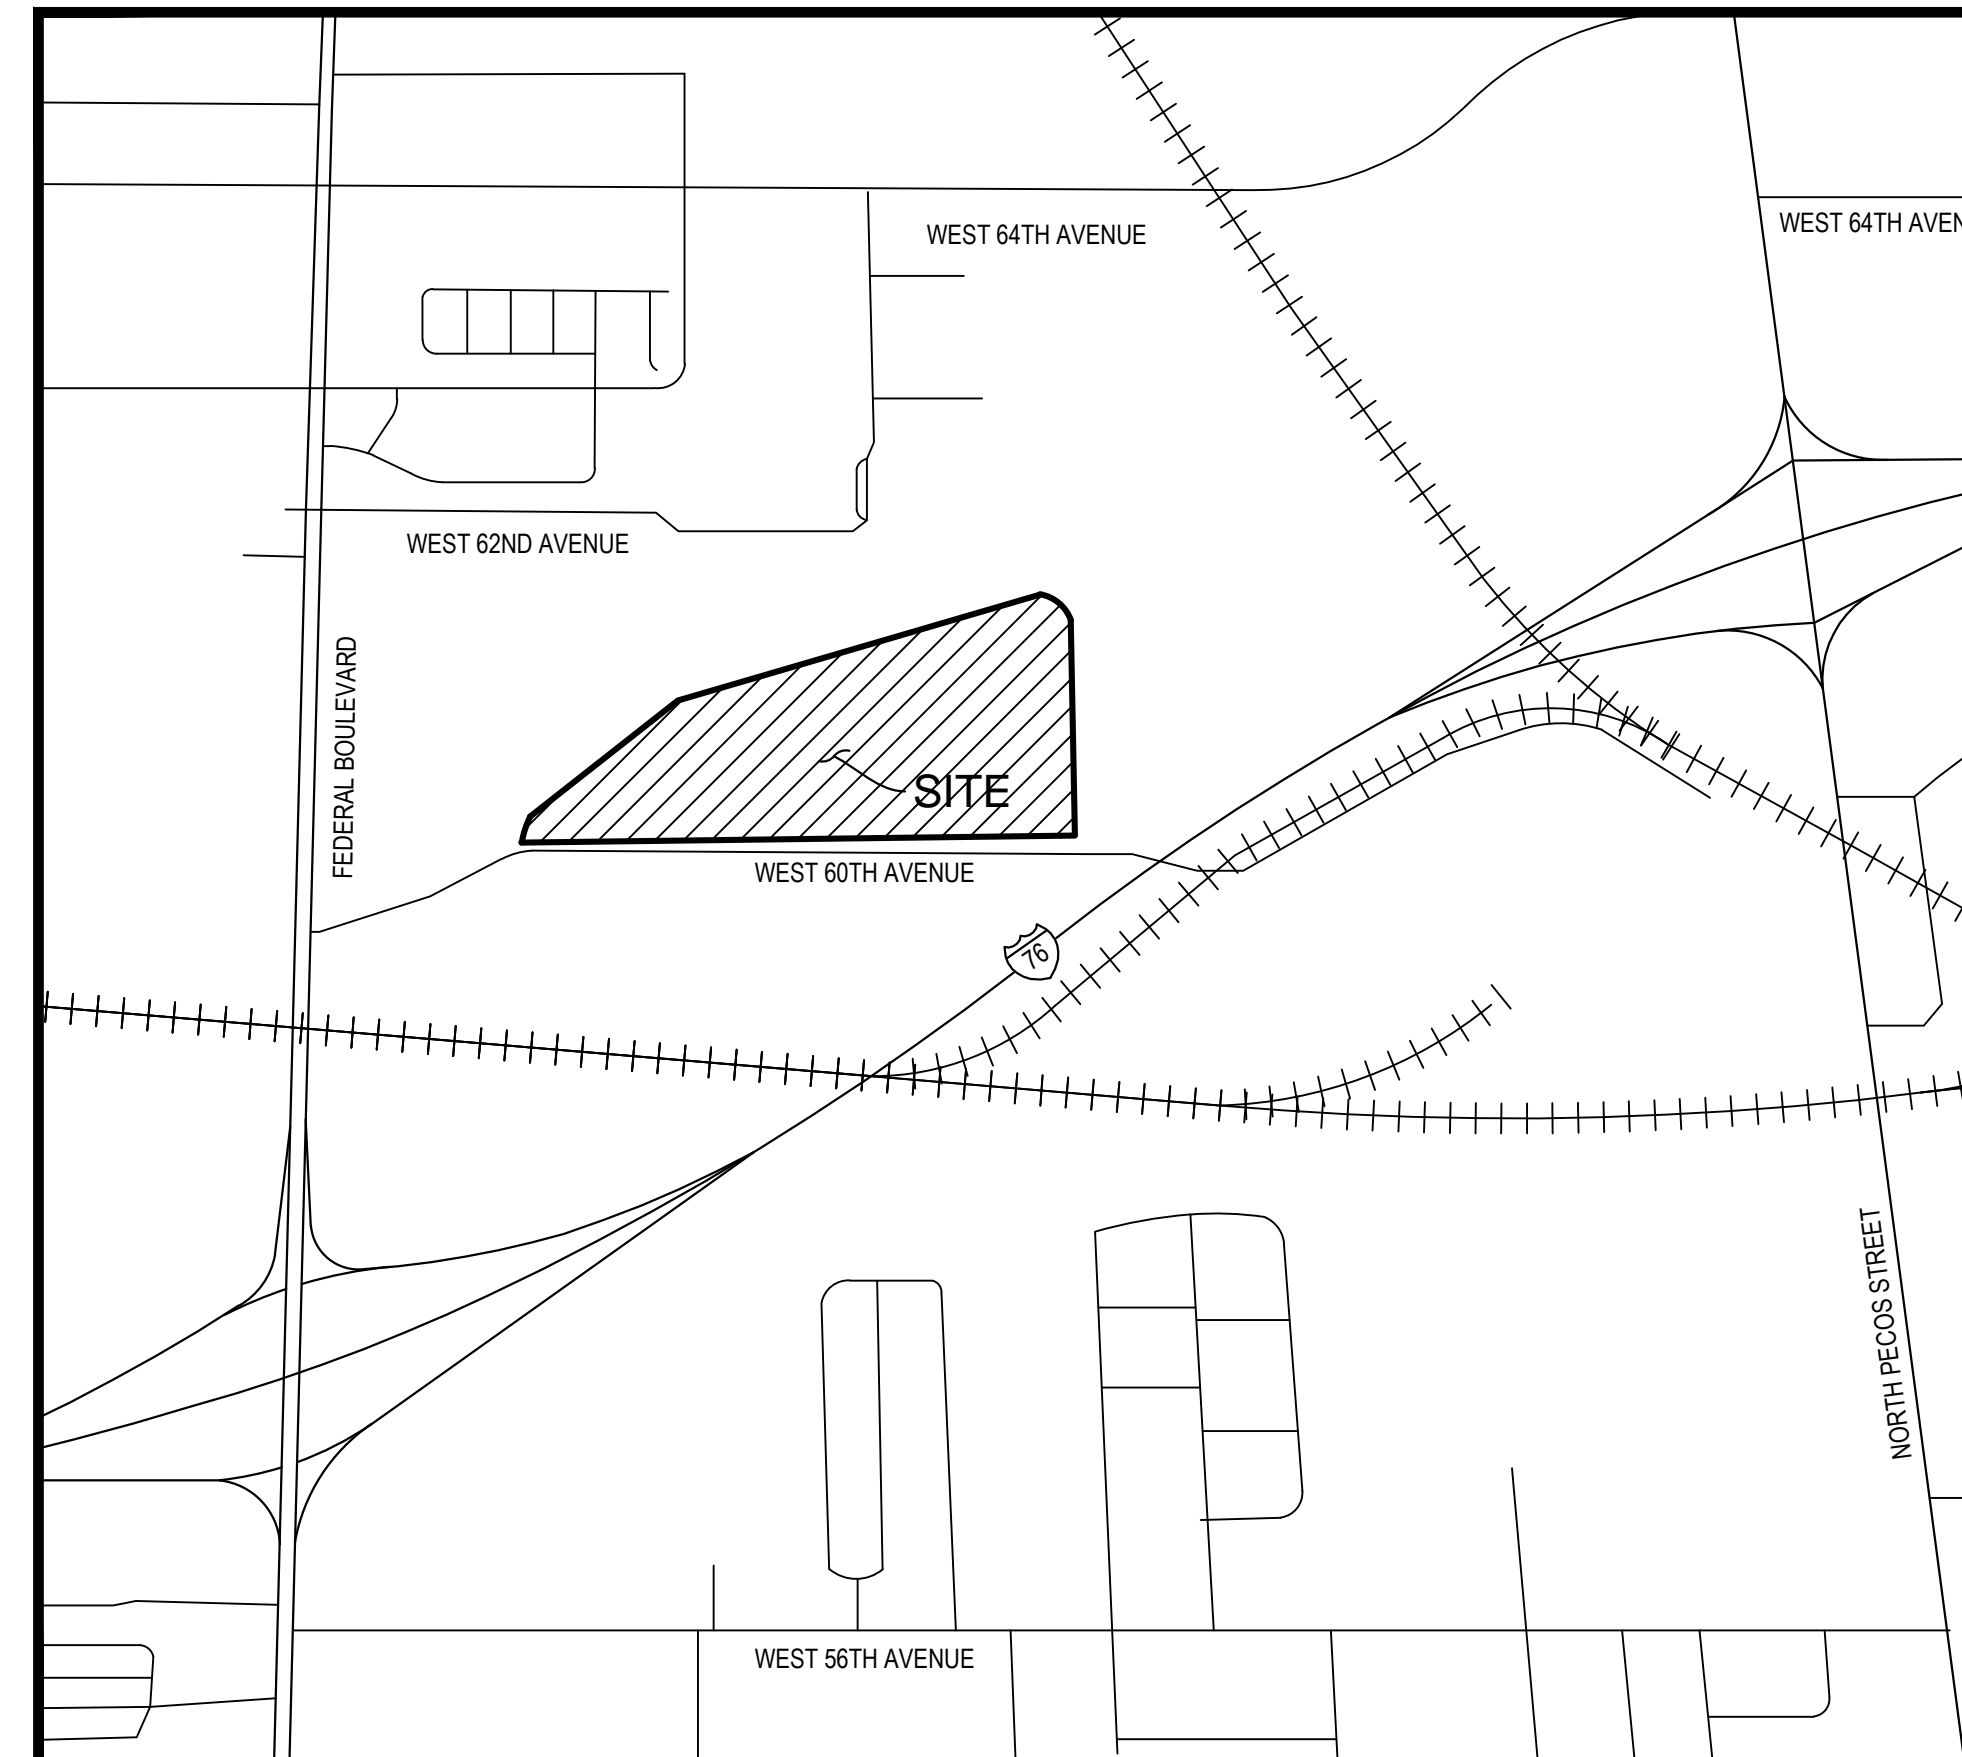 WEST 64TH AVENUE
WEST 64TH AVEN
WEST 62ND AVENUE
FEDERAL BOULEVARD
SITE
WEST 60TH AVENUE
76
NORTH PECOS STREET
WEST 56TH AVENUE